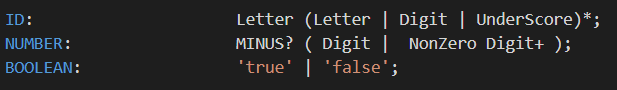 ID: Letter (Letter | Digit | UnderScore)*;
NUMBER: MINUS? ( Digit | NonZero Digit+ );
BOOLEAN: 'true' | 'false';